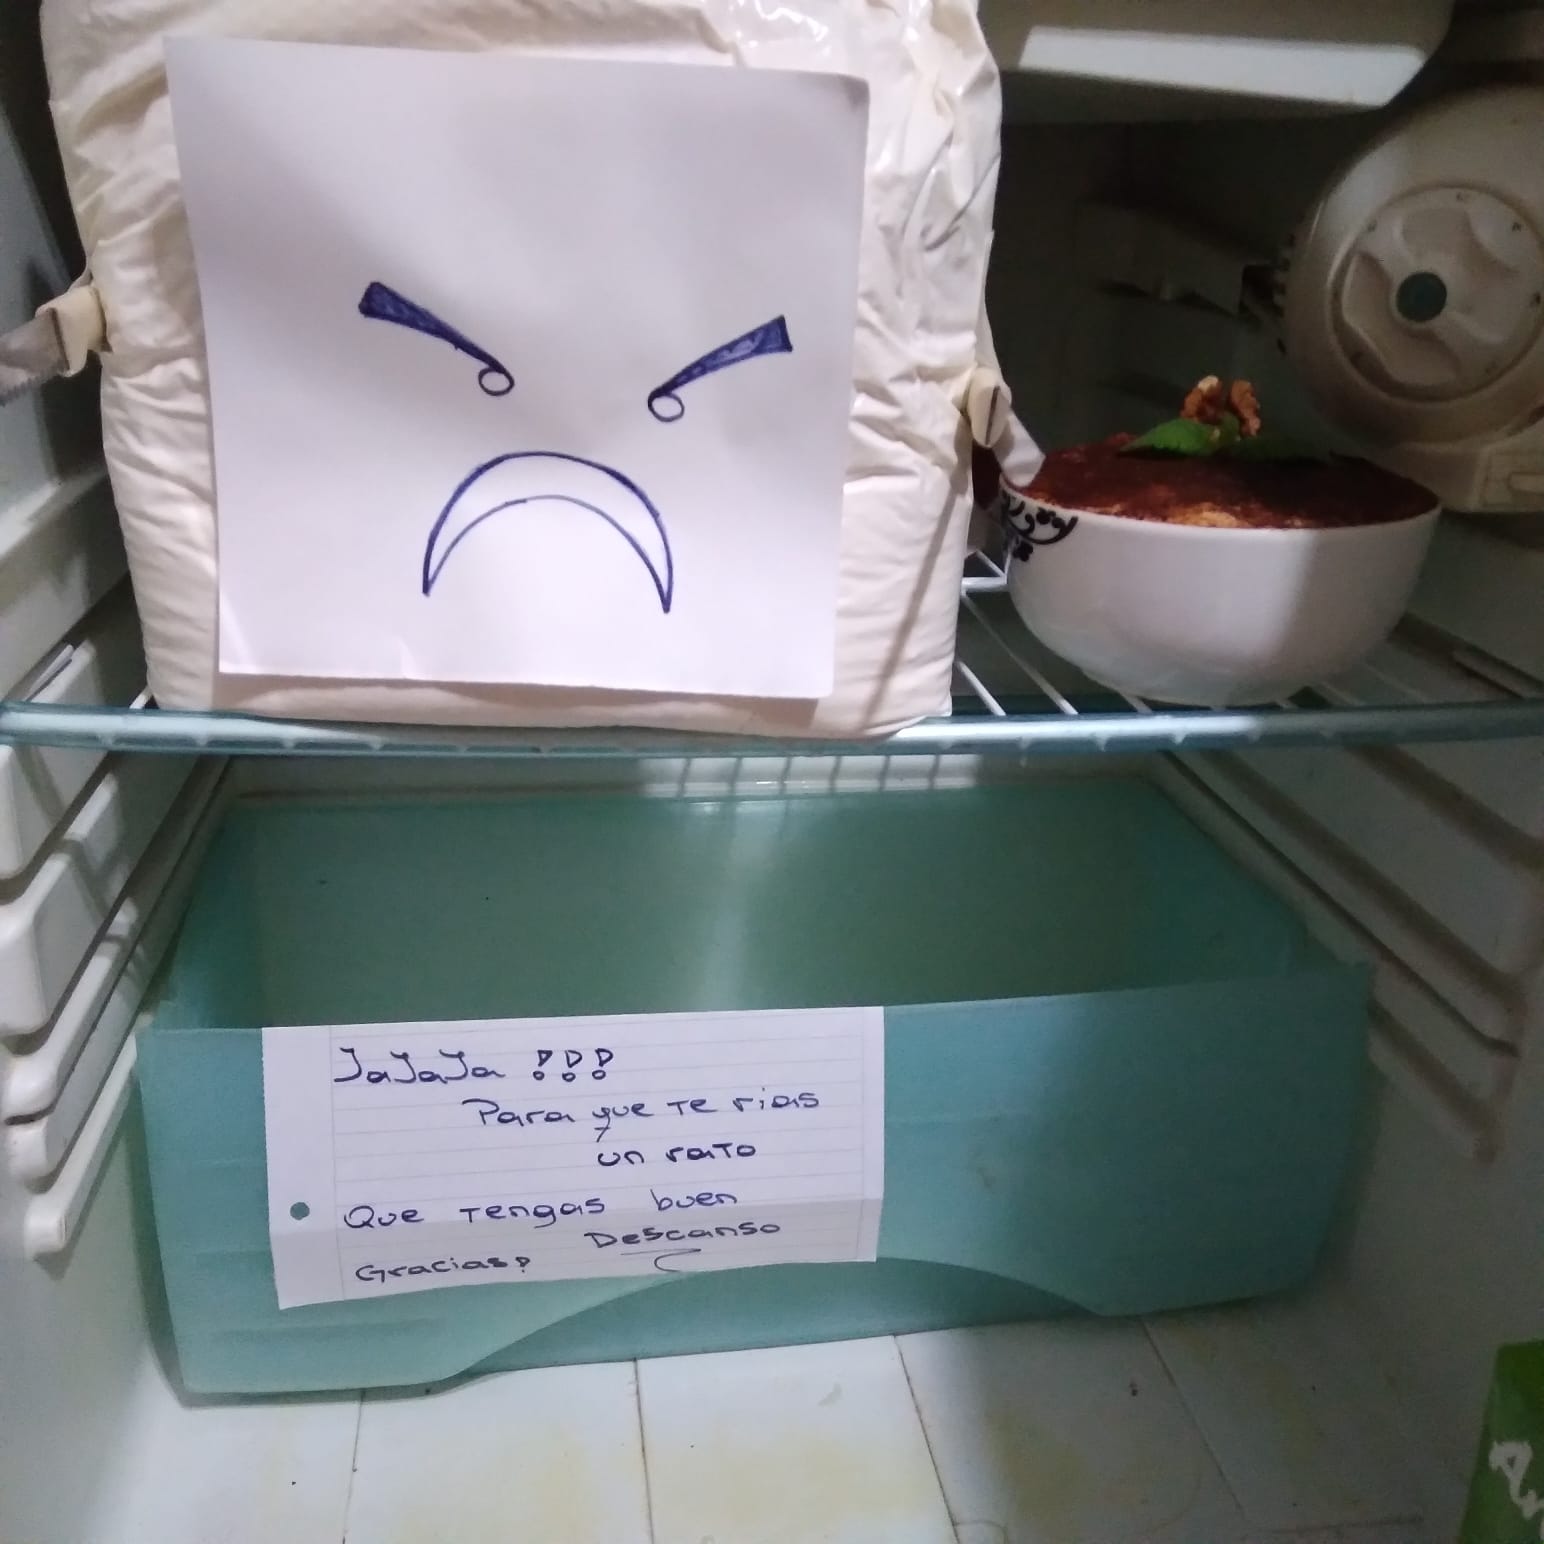 JaJaJa !!!
Para que te rias
un rato
Que tengas buen
Descanso
Gracias!